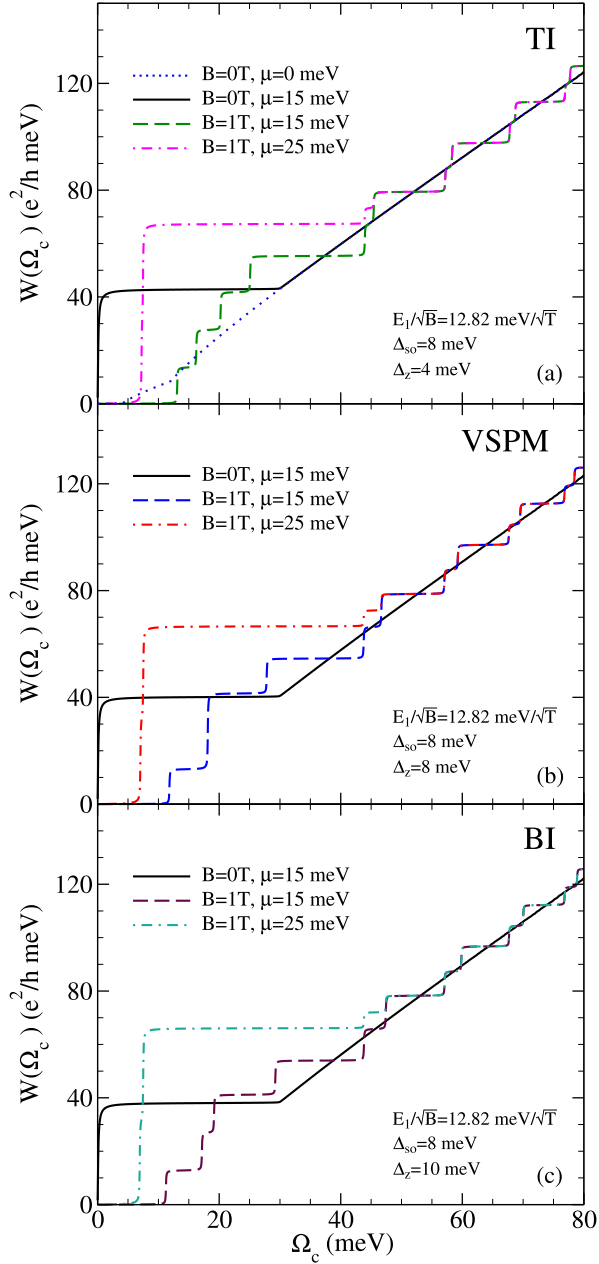 TI
B=0T, μ=0 meV
B=0T, μ=15 meV
B=1T, μ=15 meV
B=1T, μ=25 meV
W(Ω_c) (e²/h meV)
120
80
40
0
E₁/√B=12.82 meV/√T
Δ_so=8 meV
Δ_z=4 meV
(a)
VSPM
B=0T, μ=15 meV
B=1T, μ=15 meV
B=1T, μ=25 meV
W(Ω_c) (e²/h meV)
120
80
40
0
E₁/√B=12.82 meV/√T
Δ_so=8 meV
Δ_z=8 meV
(b)
BI
B=0T, μ=15 meV
B=1T, μ=15 meV
B=1T, μ=25 meV
W(Ω_c) (e²/h meV)
120
80
40
0
E₁/√B=12.82 meV/√T
Δ_so=8 meV
Δ_z=10 meV
(c)
0 20 40 60 80
Ω_c (meV)